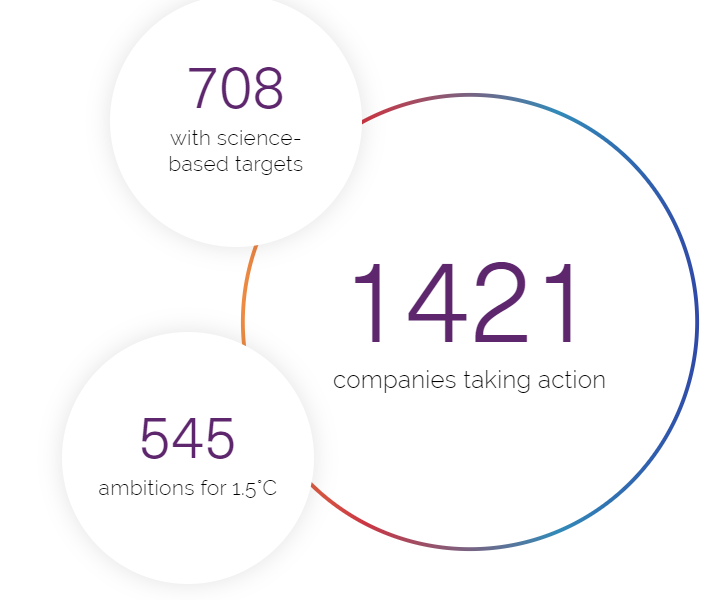 708
with science-
based targets
1421
companies taking action
545
ambitions for 1.5°C